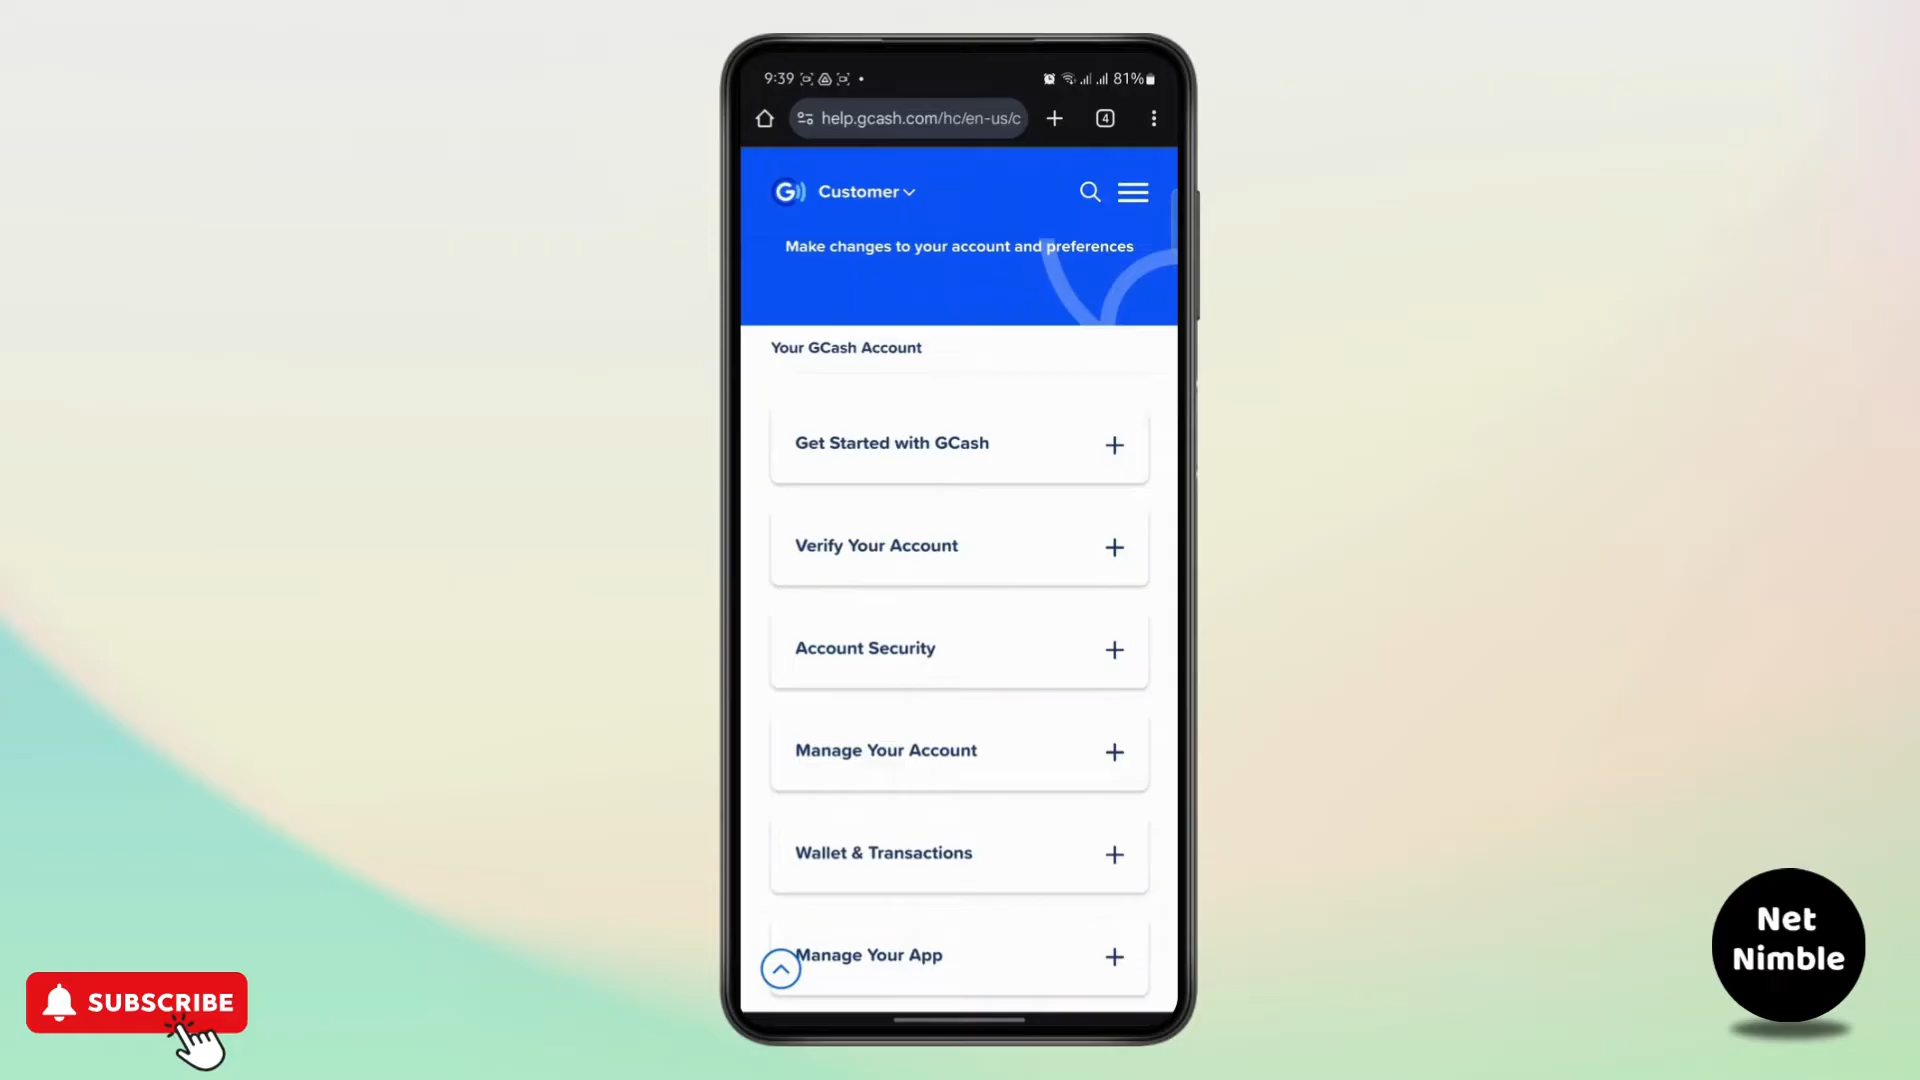 9:39
81%
help.gcash.com/hc/en-us/c
4
G
Customer
Make changes to your account and preferences
Your GCash Account
Get Started with GCash
Verify Your Account
Account Security
Manage Your Account
Wallet & Transactions
Manage Your App
SUBSCRIBE
Net
Nimble